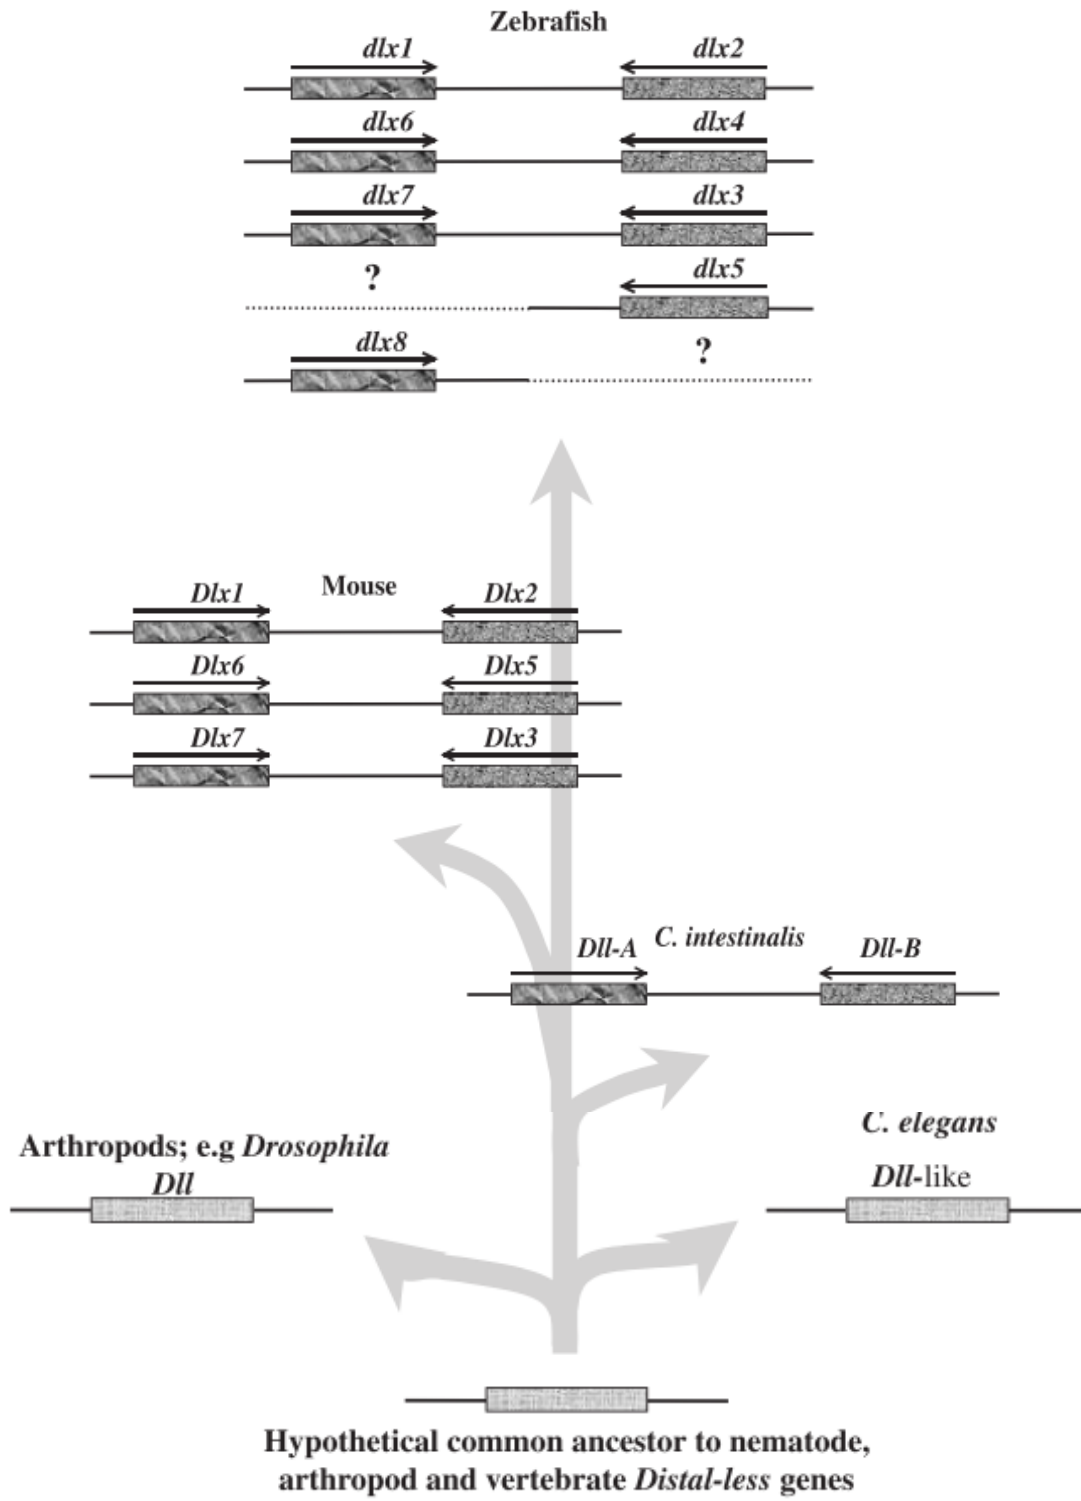 Zebrafish
dlx1 dlx2
dlx6 dlx4
dlx7 dlx3
? dlx5
dlx8 ?
Dlx1 Mouse Dlx2
Dlx6 Dlx5
Dlx7 Dlx3
Dll-A C. intestinalis Dll-B
C. elegans
Arthropods; e.g Drosophila
Dll
Dll-like
Hypothetical common ancestor to nematode,
arthropod and vertebrate Distal-less genes